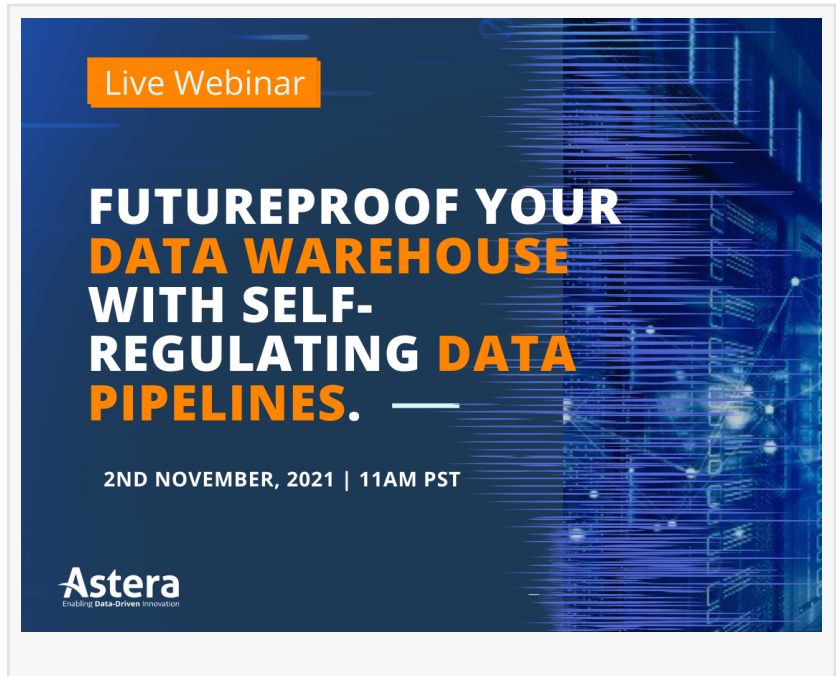 Live Webinar
FUTUREPROOF YOUR
DATA WAREHOUSE
WITH SELF-
REGULATING DATA
PIPELINES.
2ND NOVEMBER, 2021 | 11AM PST
Astera
Enabling Data-Driven Innovation